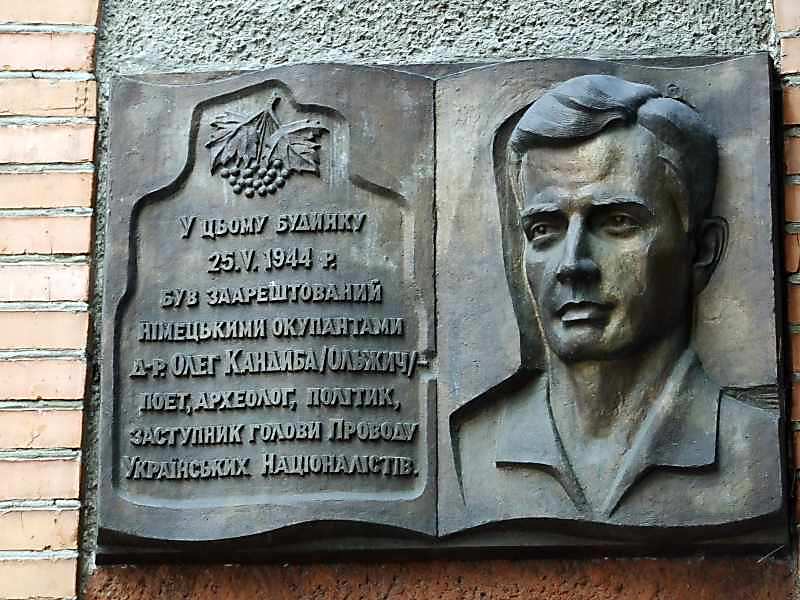 У цьому будинку
25.V.1944 р.
був заарештований
німецькими окупантами
д-р. Олег Кандиба/Ольжич/-
поет, археолог, політик,
заступник голови Проводу
Українських Націоналістів.